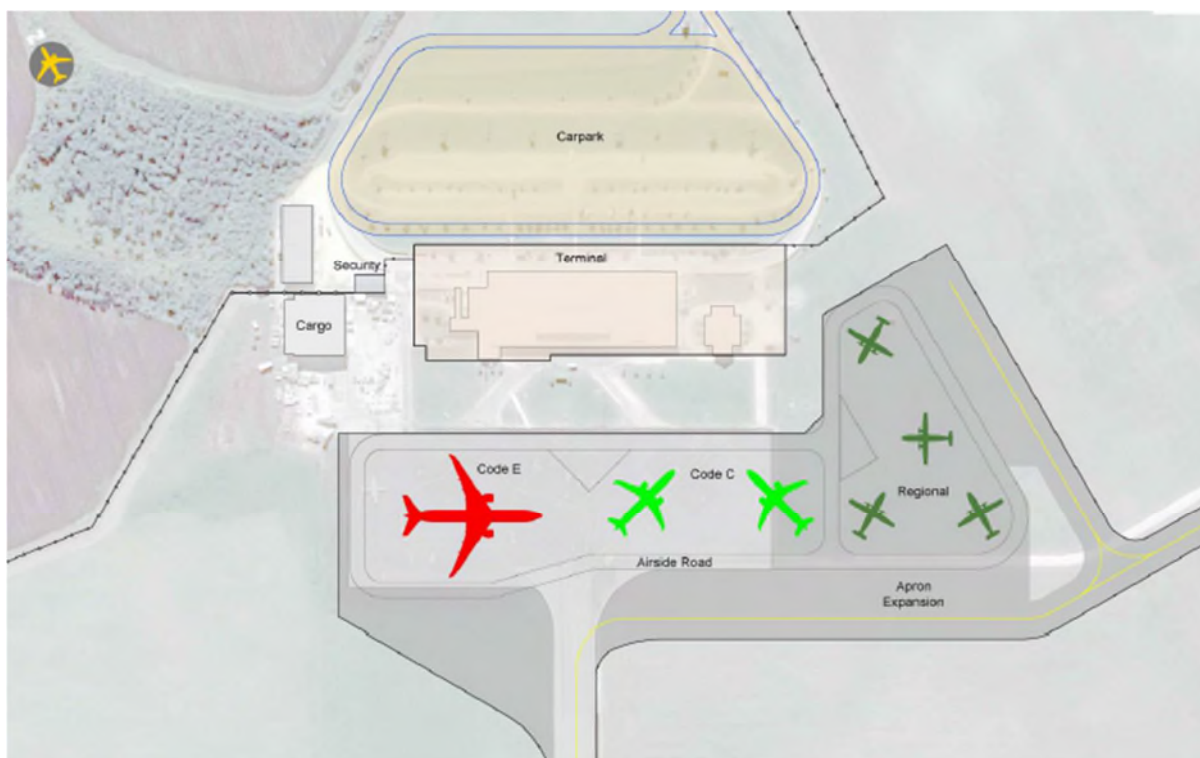 Carpark
Terminal
Security
Cargo
Code E
Code C
Regional
Airside Road
Apron
Expansion